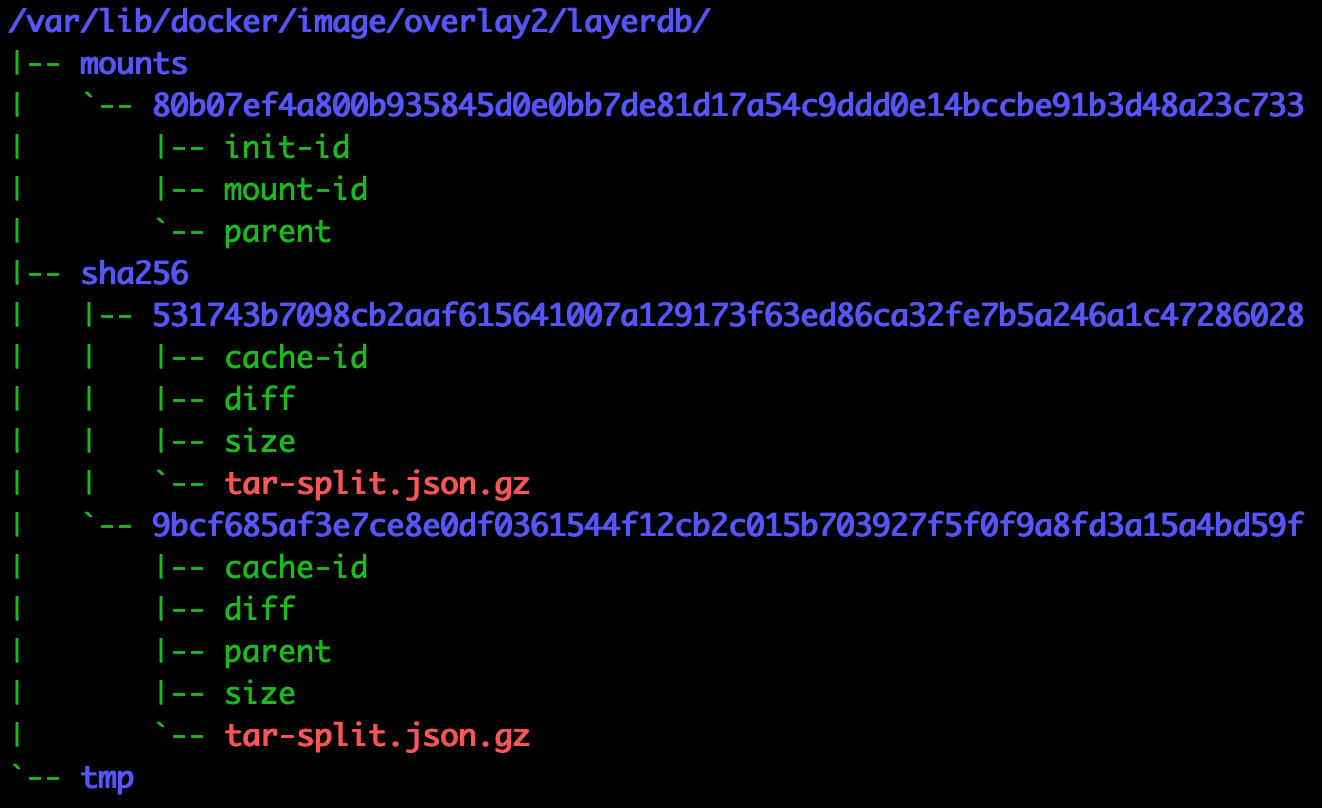 /var/lib/docker/image/overlay2/layerdb/
|-- mounts
|   `-- 80b07ef4a800b935845d0e0bb7de81d17a54c9ddd0e14bccbe91b3d48a23c733
|       |-- init-id
|       |-- mount-id
|       `-- parent
|-- sha256
|   |-- 531743b7098cb2aaf615641007a129173f63ed86ca32fe7b5a246a1c47286028
|   |   |-- cache-id
|   |   |-- diff
|   |   |-- size
|   |   `-- tar-split.json.gz
|   `-- 9bcf685af3e7ce8e0df0361544f12cb2c015b703927f5f0f9a8fd3a15a4bd59f
|       |-- cache-id
|       |-- diff
|       |-- parent
|       |-- size
|       `-- tar-split.json.gz
`-- tmp